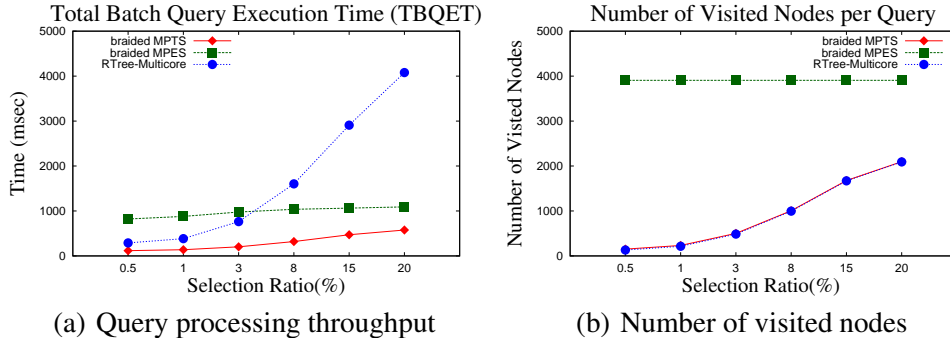 Total Batch Query Execution Time (TBQET)
5000
4000
3000
2000
1000
0
Time (msec)
braided MPTS
braided MPES
RTree-Multicore
0.5 1 3 8 15 20
Selection Ratio(%)
(a) Query processing throughput
Number of Visited Nodes per Query
5000
4000
3000
2000
1000
0
Number of Visted Nodes
braided MPTS
braided MPES
RTree-Multicore
0.5 1 3 8 15 20
Selection Ratio(%)
(b) Number of visited nodes